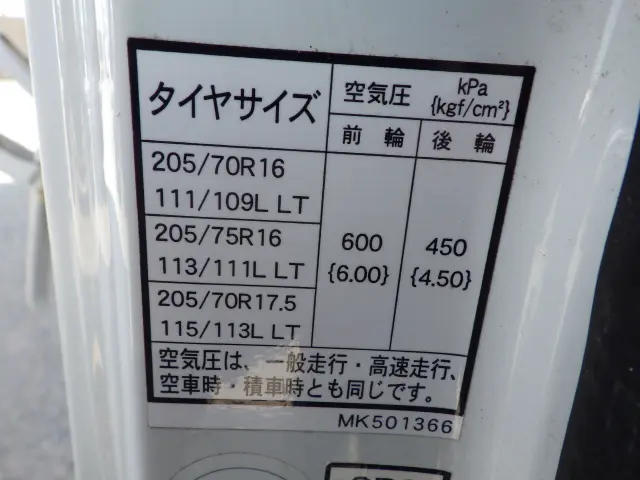 タイヤサイズ
空気圧 kPa
{kgf/cm²}
前輪 後輪
205/70R16
111/109L LT
205/75R16
113/111L LT
205/70R17.5
115/113L LT
600
{6.00}
450
{4.50}
空気圧は、一般走行・高速走行、
空車時・積車時とも同じです。
MK501366